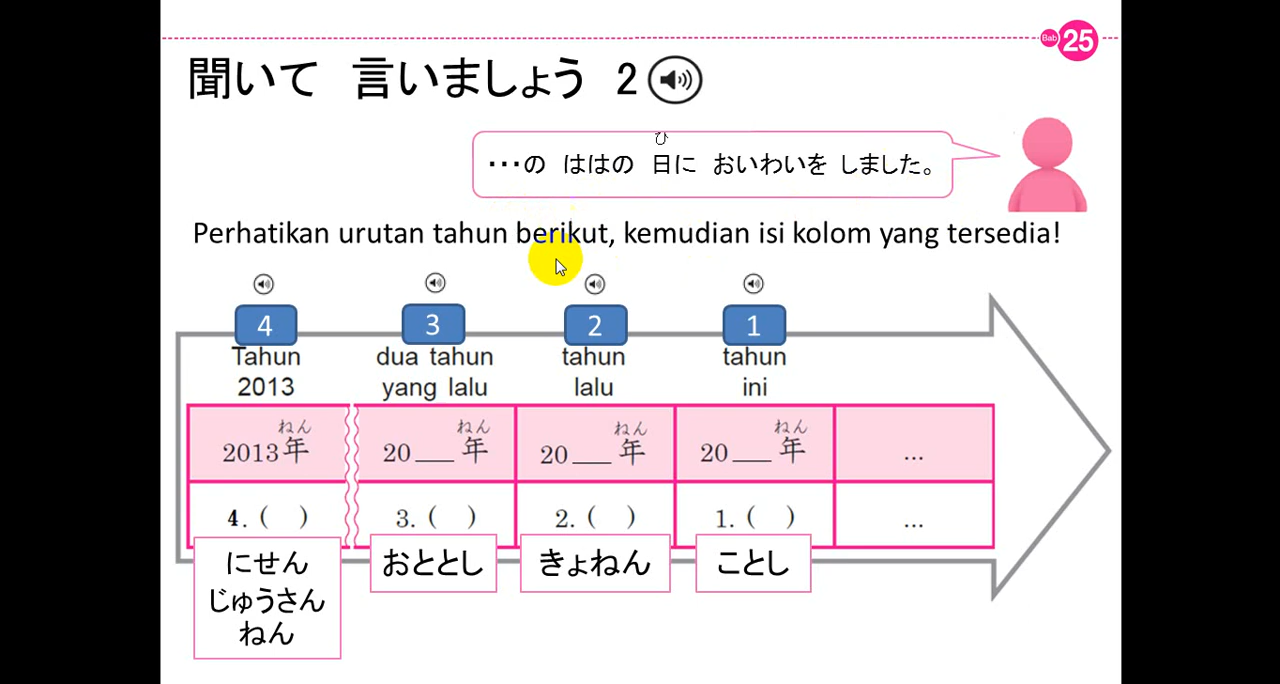 Bab 25
聞いて 言いましょう 2
ひ
・・・の ははの 日に おいわいを しました。
Perhatikan urutan tahun berikut, kemudian isi kolom yang tersedia!
4 3 2 1
Tahun dua tahun tahun tahun
2013 yang lalu lalu ini
ねん ねん ねん ねん
2013年 20___年 20___年 20___年 ...
4. ( ) 3. ( ) 2. ( ) 1. ( ) ...
にせん おととし きょねん ことし
じゅうさん
ねん